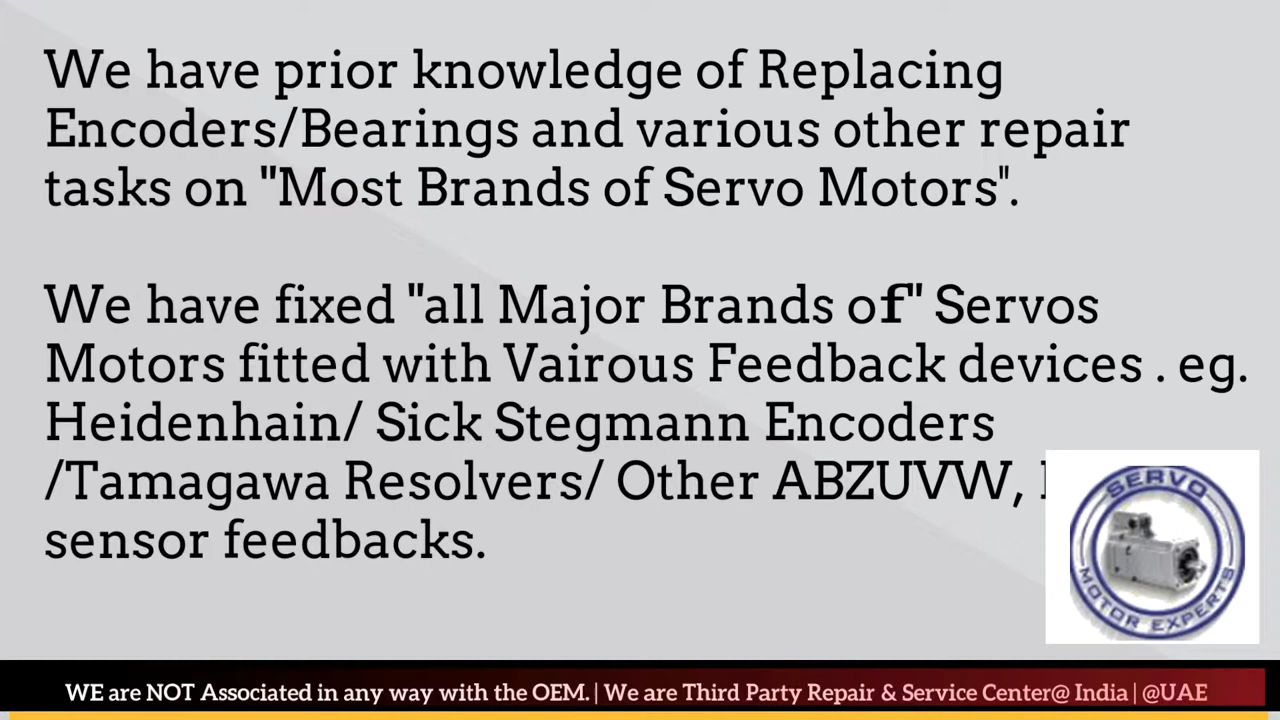 We have prior knowledge of Replacing
Encoders/Bearings and various other repair
tasks on "Most Brands of Servo Motors".
We have fixed "all Major Brands of" Servos
Motors fitted with Vairous Feedback devices . eg.
Heidenhain/ Sick Stegmann Encoders
/Tamagawa Resolvers/ Other ABZUVW,
sensor feedbacks.
SERVO
MOTOR EXPERTS
WE are NOT Associated in any way with the OEM. | We are Third Party Repair & Service Center@ India | @UAE